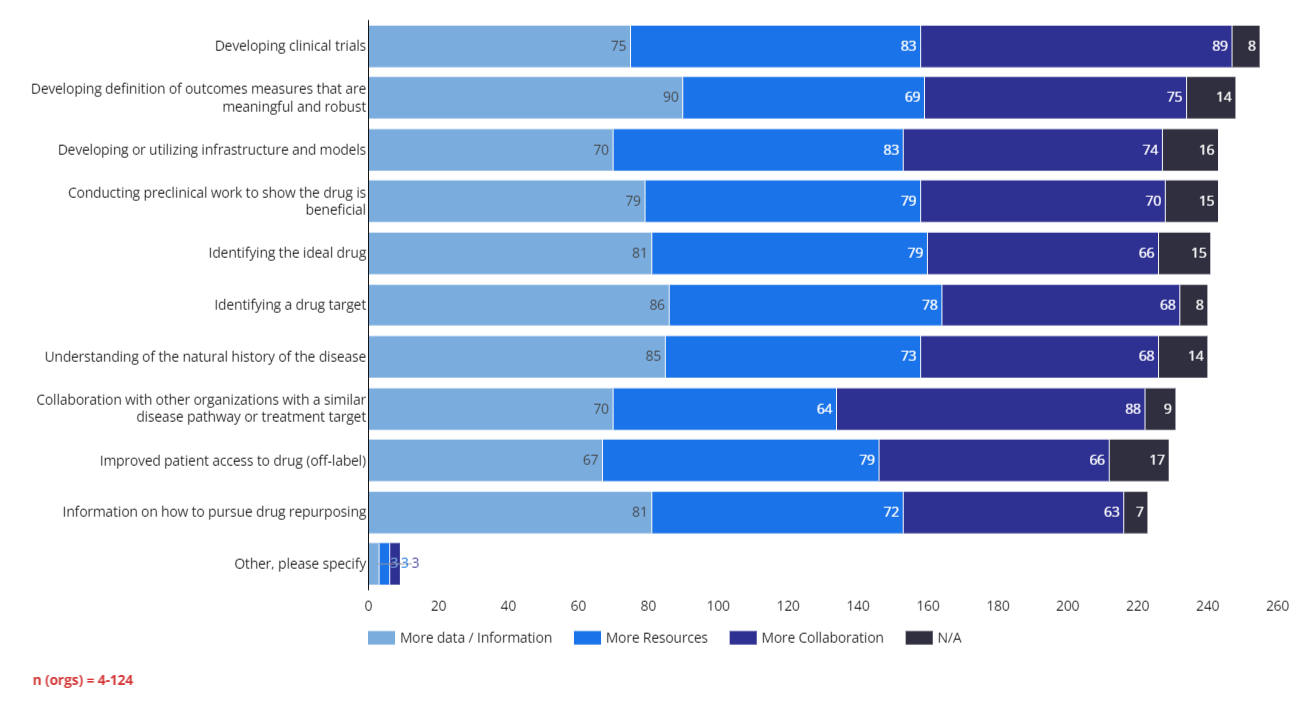 Developing clinical trials 75 83 89 8
Developing definition of outcomes measures that are
meaningful and robust 90 69 75 14
Developing or utilizing infrastructure and models 70 83 74 16
Conducting preclinical work to show the drug is
beneficial 79 79 70 15
Identifying the ideal drug 81 79 66 15
Identifying a drug target 86 78 68 8
Understanding of the natural history of the disease 85 73 68 14
Collaboration with other organizations with a similar
disease pathway or treatment target 70 64 88 9
Improved patient access to drug (off-label) 67 79 66 17
Information on how to pursue drug repurposing 81 72 63 7
Other, please specify 3 3 3
0 20 40 60 80 100 120 140 160 180 200 220 240 260
More data / Information More Resources More Collaboration N/A
n (orgs) = 4-124